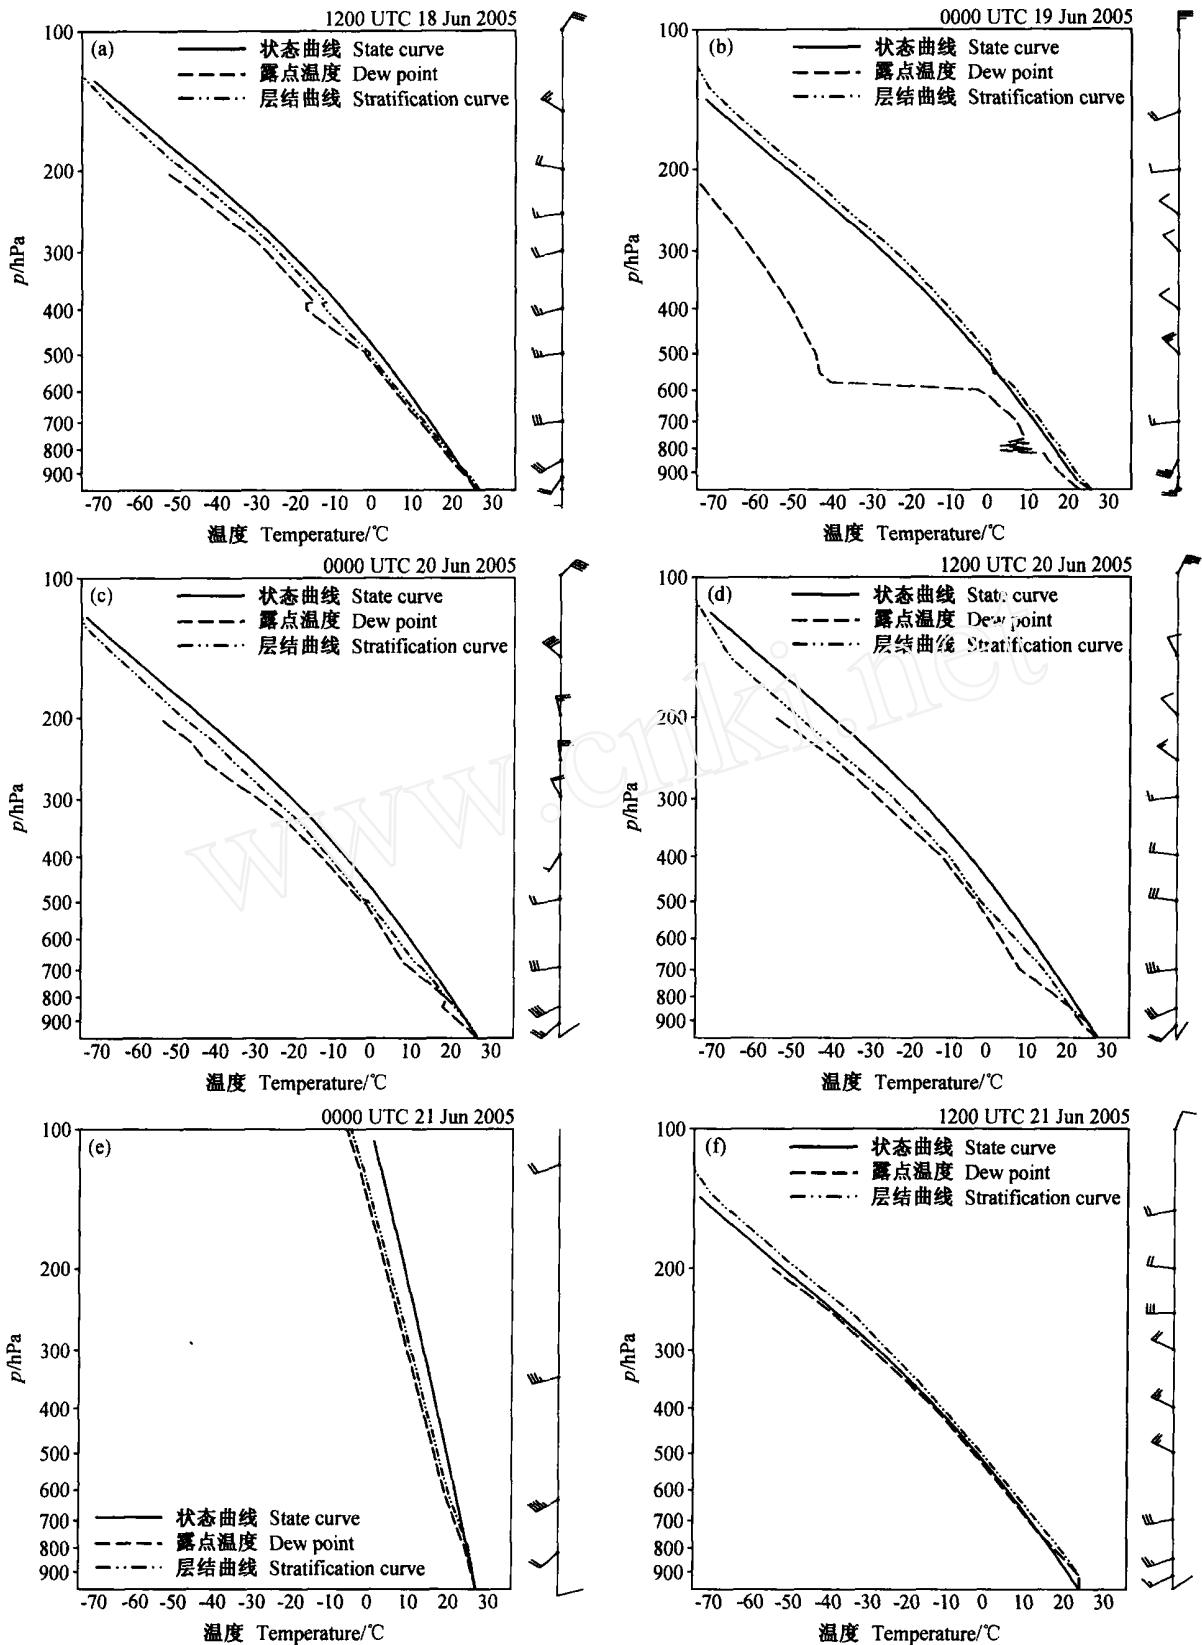 1200 UTC 18 Jun 2005
(a)
状态曲线 State curve
露点温度 Dew point
层结曲线 Stratification curve
100
200
300
400
500
600
700
800
900
p/hPa
-70 -60 -50 -40 -30 -20 -10 0 10 20 30
温度 Temperature/℃
0000 UTC 19 Jun 2005
(b)
状态曲线 State curve
露点温度 Dew point
层结曲线 Stratification curve
100
200
300
400
500
600
700
800
900
p/hPa
-70 -60 -50 -40 -30 -20 -10 0 10 20 30
温度 Temperature/℃
0000 UTC 20 Jun 2005
(c)
状态曲线 State curve
露点温度 Dew point
层结曲线 Stratification curve
100
200
300
400
500
600
700
800
900
p/hPa
-70 -60 -50 -40 -30 -20 -10 0 10 20 30
温度 Temperature/℃
1200 UTC 20 Jun 2005
(d)
状态曲线 State curve
露点温度 Dew point
层结曲线 Stratification curve
100
200
300
400
500
600
700
800
900
p/hPa
-70 -60 -50 -40 -30 -20 -10 0 10 20 30
温度 Temperature/℃
www.cnki.net
0000 UTC 21 Jun 2005
(e)
100
200
300
400
500
600
700
800
900
p/hPa
状态曲线 State curve
露点温度 Dew point
层结曲线 Stratification curve
-70 -60 -50 -40 -30 -20 -10 0 10 20 30
温度 Temperature/℃
1200 UTC 21 Jun 2005
(f)
状态曲线 State curve
露点温度 Dew point
层结曲线 Stratification curve
100
200
300
400
500
600
700
800
900
p/hPa
-70 -60 -50 -40 -30 -20 -10 0 10 20 30
温度 Temperature/℃